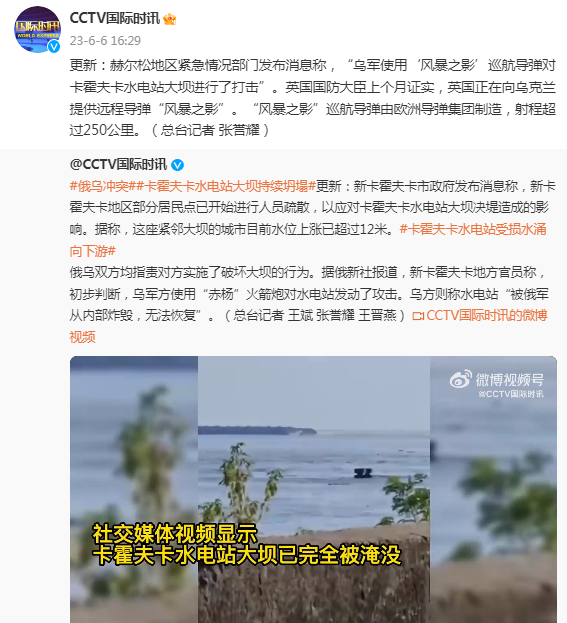 国际时讯
WORLD EXPRESS
CCTV国际时讯
23-6-6 16:29
更新：赫尔松地区紧急情况部门发布消息称，“乌军使用‘风暴之影’巡航导弹对
卡霍夫卡水电站大坝进行了打击”。英国国防大臣上个月证实，英国正在向乌克兰
提供远程导弹“风暴之影”。“风暴之影”巡航导弹由欧洲导弹集团制造，射程超
过250公里。（总台记者 张誉耀）
@CCTV国际时讯
#俄乌冲突##卡霍夫卡水电站大坝持续坍塌#更新：新卡霍夫卡市政府发布消息称，新卡
霍夫卡地区部分居民点已开始进行人员疏散，以应对卡霍夫卡水电站大坝决堤造成的影
响。据称，这座紧邻大坝的城市目前水位上涨已超过12米。#卡霍夫卡水电站受损水涌
向下游#
俄乌双方均指责对方实施了破坏大坝的行为。据俄新社报道，新卡霍夫卡地方官员称，
初步判断，乌军方使用“赤杨”火箭炮对水电站发动了攻击。乌方则称水电站“被俄军
从内部炸毁，无法恢复”。（总台记者 王斌 张誉耀 王晋燕）CCTV国际时讯的微博
视频
微博视频号
@CCTV国际时讯
社交媒体视频显示
卡霍夫卡水电站大坝已完全被淹没